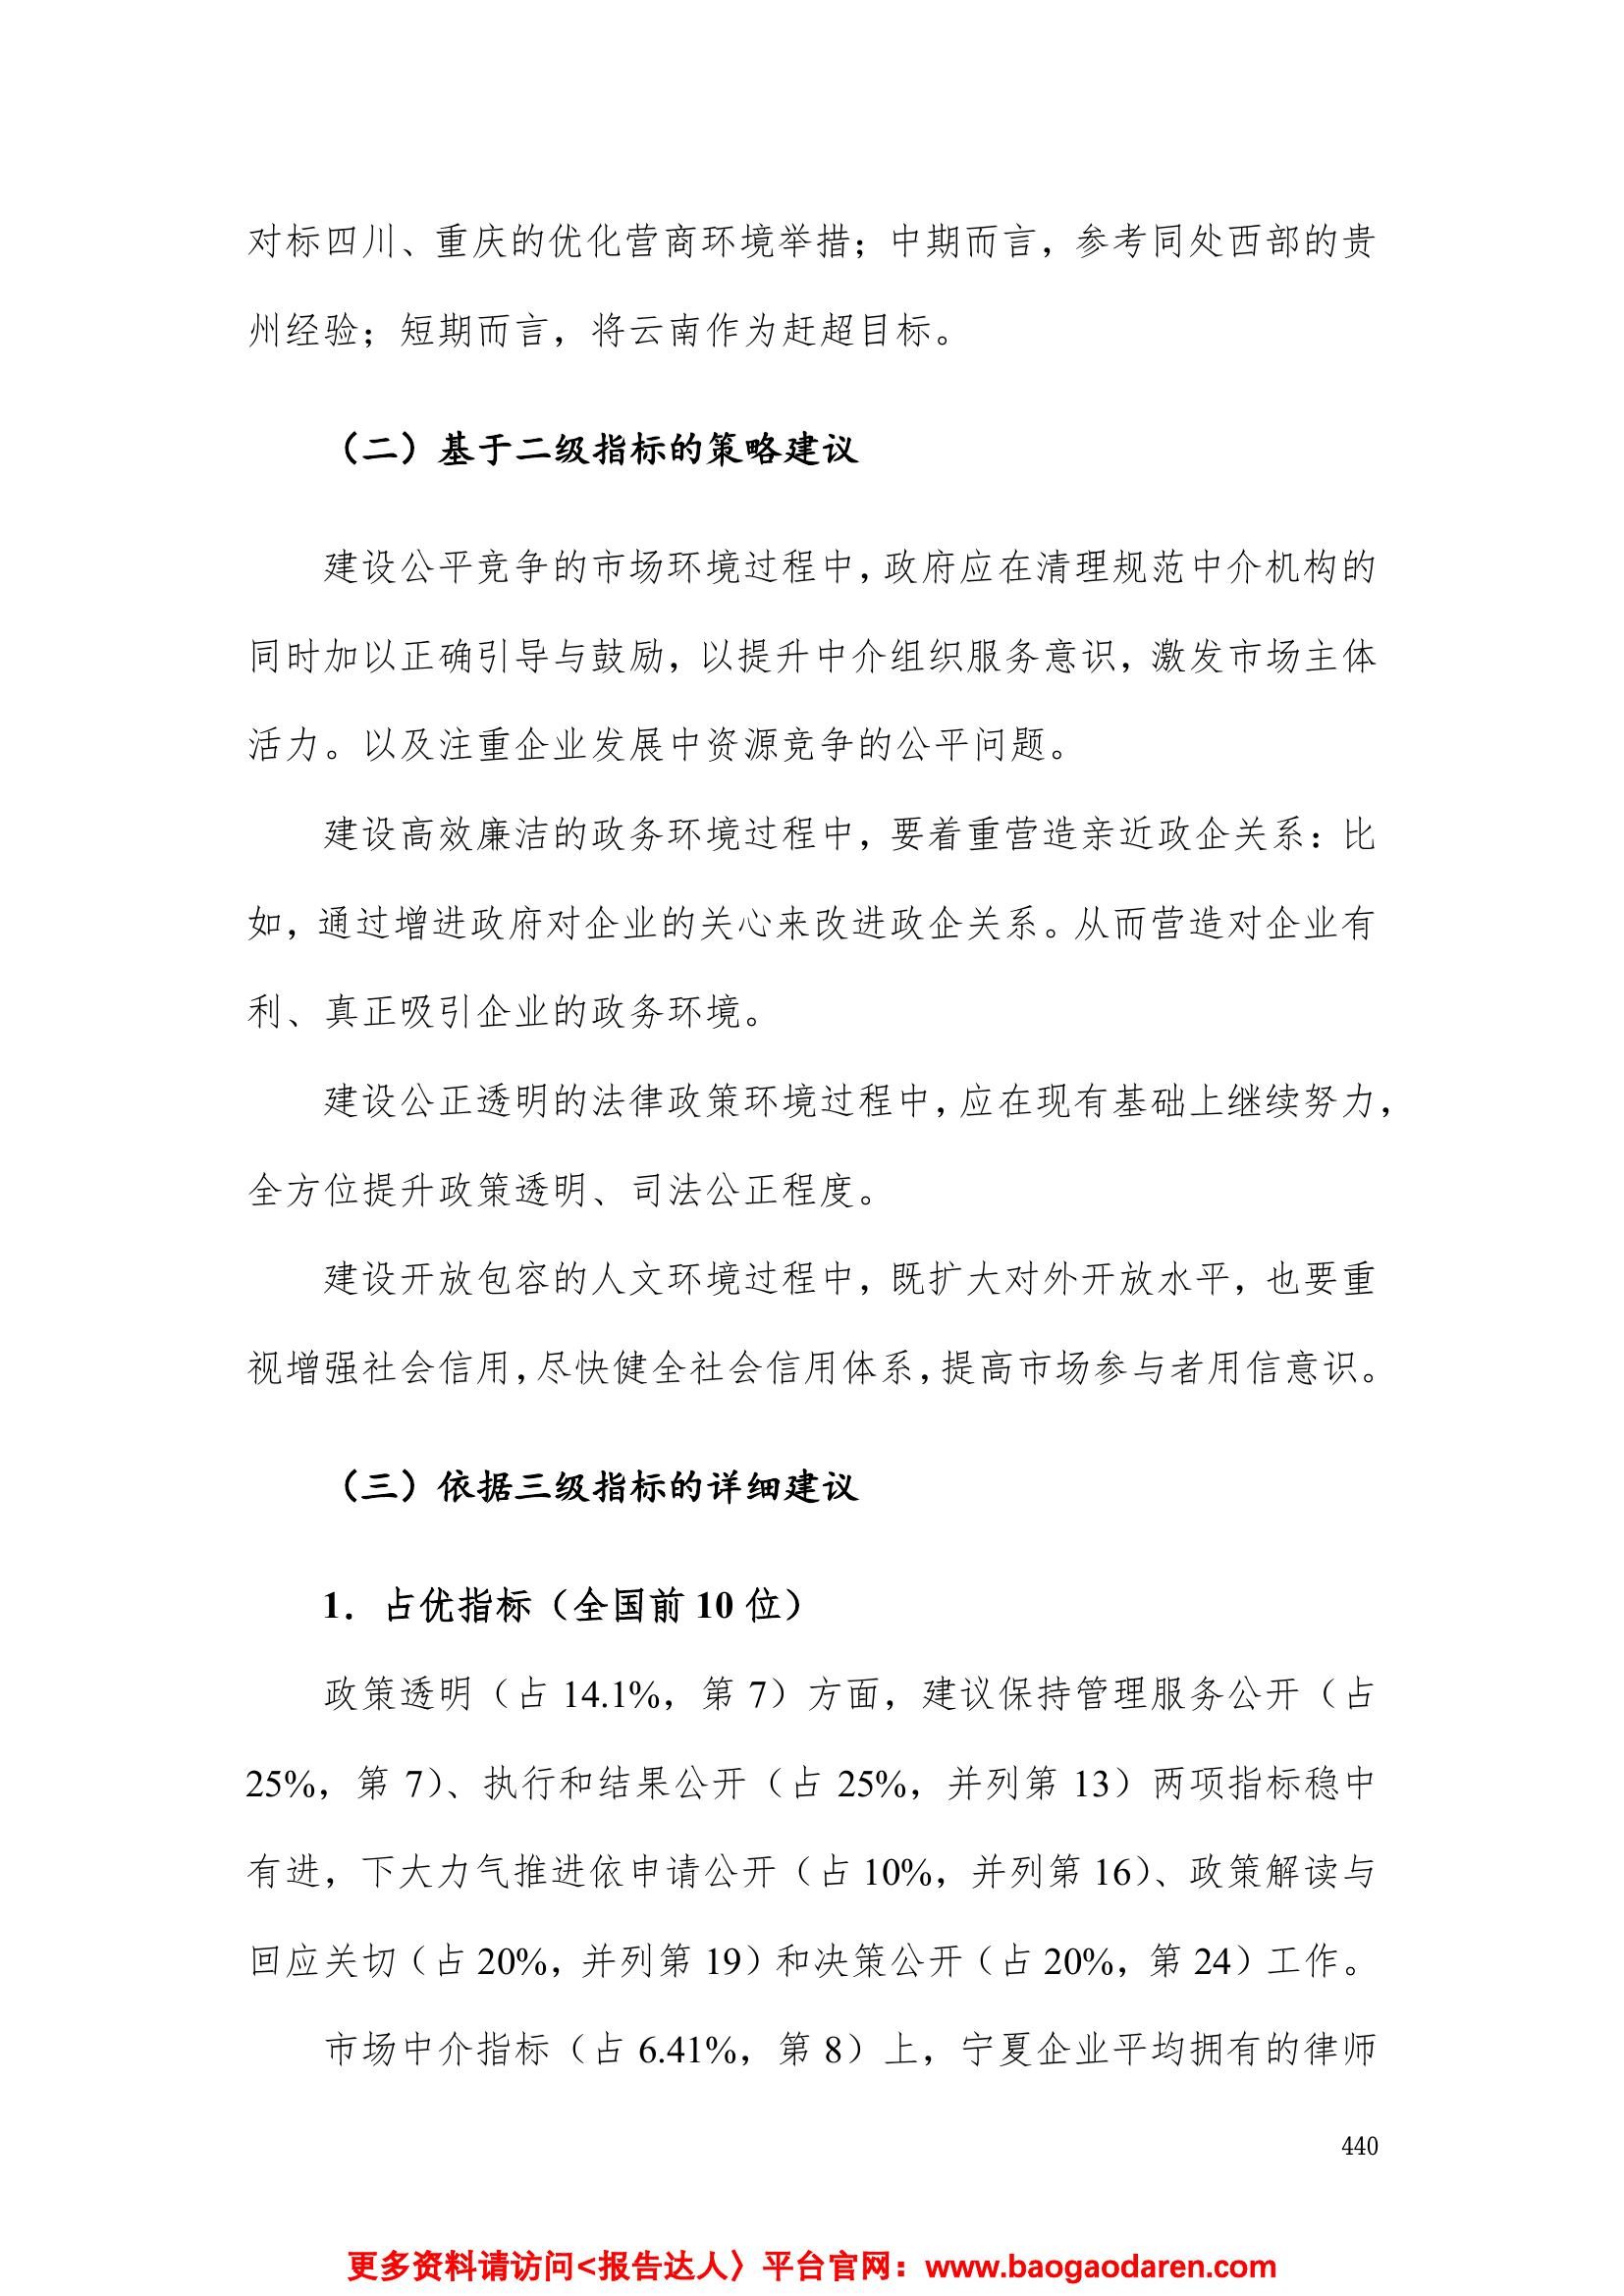 对标四川、重庆的优化营商环境举措；中期而言，参考同处西部的贵
州经验；短期而言，将云南作为赶超目标。
（二）基于二级指标的策略建议
建设公平竞争的市场环境过程中，政府应在清理规范中介机构的
同时加以正确引导与鼓励，以提升中介组织服务意识，激发市场主体
活力。以及注重企业发展中资源竞争的公平问题。
建设高效廉洁的政务环境过程中，要着重营造亲近政企关系：比
如，通过增进政府对企业的关心来改进政企关系。从而营造对企业有
利、真正吸引企业的政务环境。
建设公正透明的法律政策环境过程中，应在现有基础上继续努力，
全方位提升政策透明、司法公正程度。
建设开放包容的人文环境过程中，既扩大对外开放水平，也要重
视增强社会信用，尽快健全社会信用体系，提高市场参与者用信意识。
（三）依据三级指标的详细建议
1．占优指标（全国前 10 位）
政策透明（占 14.1%，第 7）方面，建议保持管理服务公开（占
25%，第 7）、执行和结果公开（占 25%，并列第 13）两项指标稳中
有进，下大力气推进依申请公开（占 10%，并列第 16）、政策解读与
回应关切（占 20%，并列第 19）和决策公开（占 20%，第 24）工作。
市场中介指标（占 6.41%，第 8）上，宁夏企业平均拥有的律师
440
更多资料请访问<报告达人〉平台官网：www.baogaodaren.com